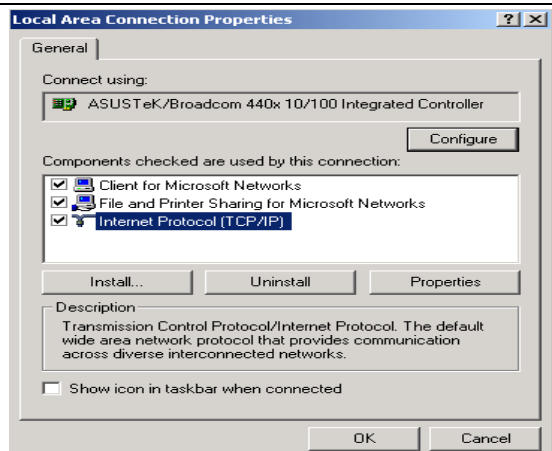 Local Area Connection Properties
General
Connect using:
ASUSTeK/Broadcom 440x 10/100 Integrated Controller
Configure
Components checked are used by this connection:
Client for Microsoft Networks
File and Printer Sharing for Microsoft Networks
Internet Protocol (TCP/IP)
Install... Uninstall Properties
Description
Transmission Control Protocol/Internet Protocol. The default
wide area network protocol that provides communication
across diverse interconnected networks.
Show icon in taskbar when connected
OK Cancel